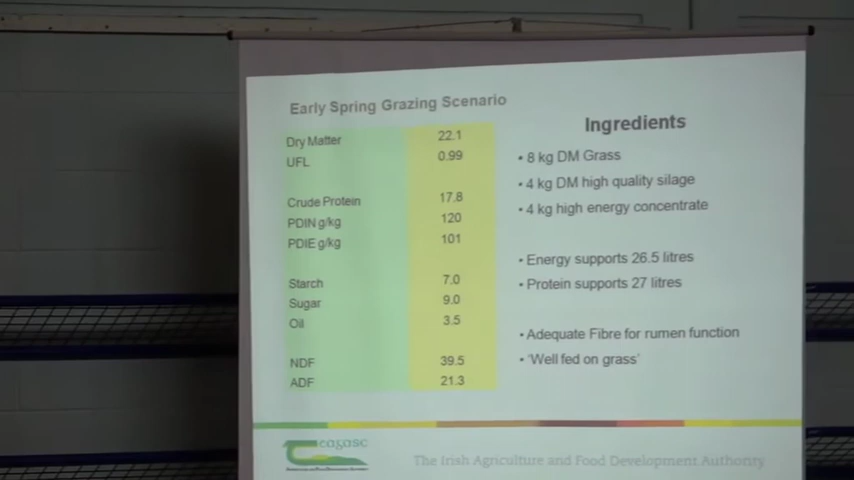 Early Spring Grazing Scenario
Dry Matter 22.1
UFL 0.99
Crude Protein 17.8
PDIN g/kg 120
PDIE g/kg 101
Starch 7.0
Sugar 9.0
Oil 3.5
NDF 39.5
ADF 21.3
Ingredients
• 8 kg DM Grass
• 4 kg DM high quality silage
• 4 kg high energy concentrate
• Energy supports 26.5 litres
• Protein supports 27 litres
• Adequate Fibre for rumen function
• 'Well fed on grass'
eagasc
The Irish Agriculture and Food Development Authority